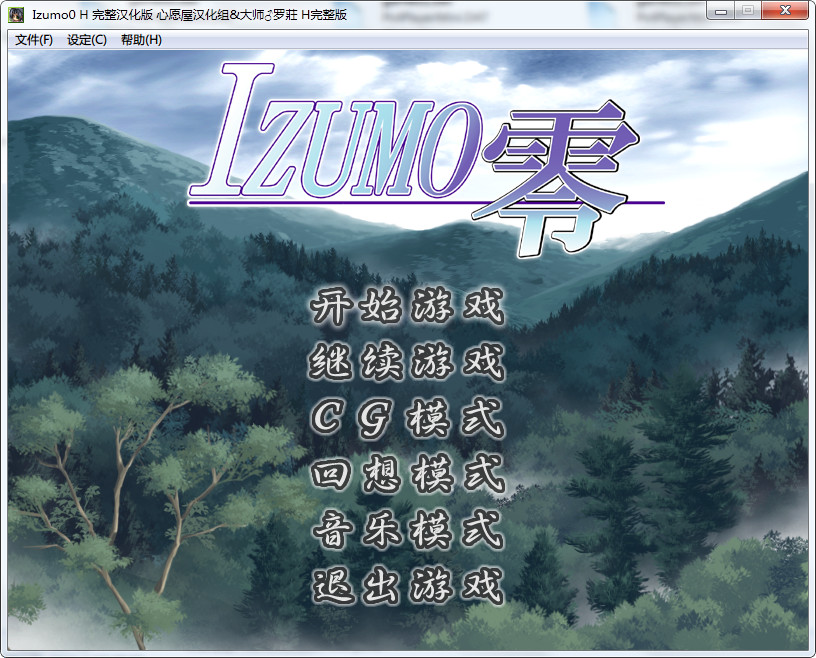 Izumo0 H 完整汉化版 心愿屋汉化组&大师♂罗莊 H完整版
文件(F) 设定(C) 帮助(H)
IZUMO零
开始游戏
继续游戏
CG模式
回想模式
音乐模式
退出游戏